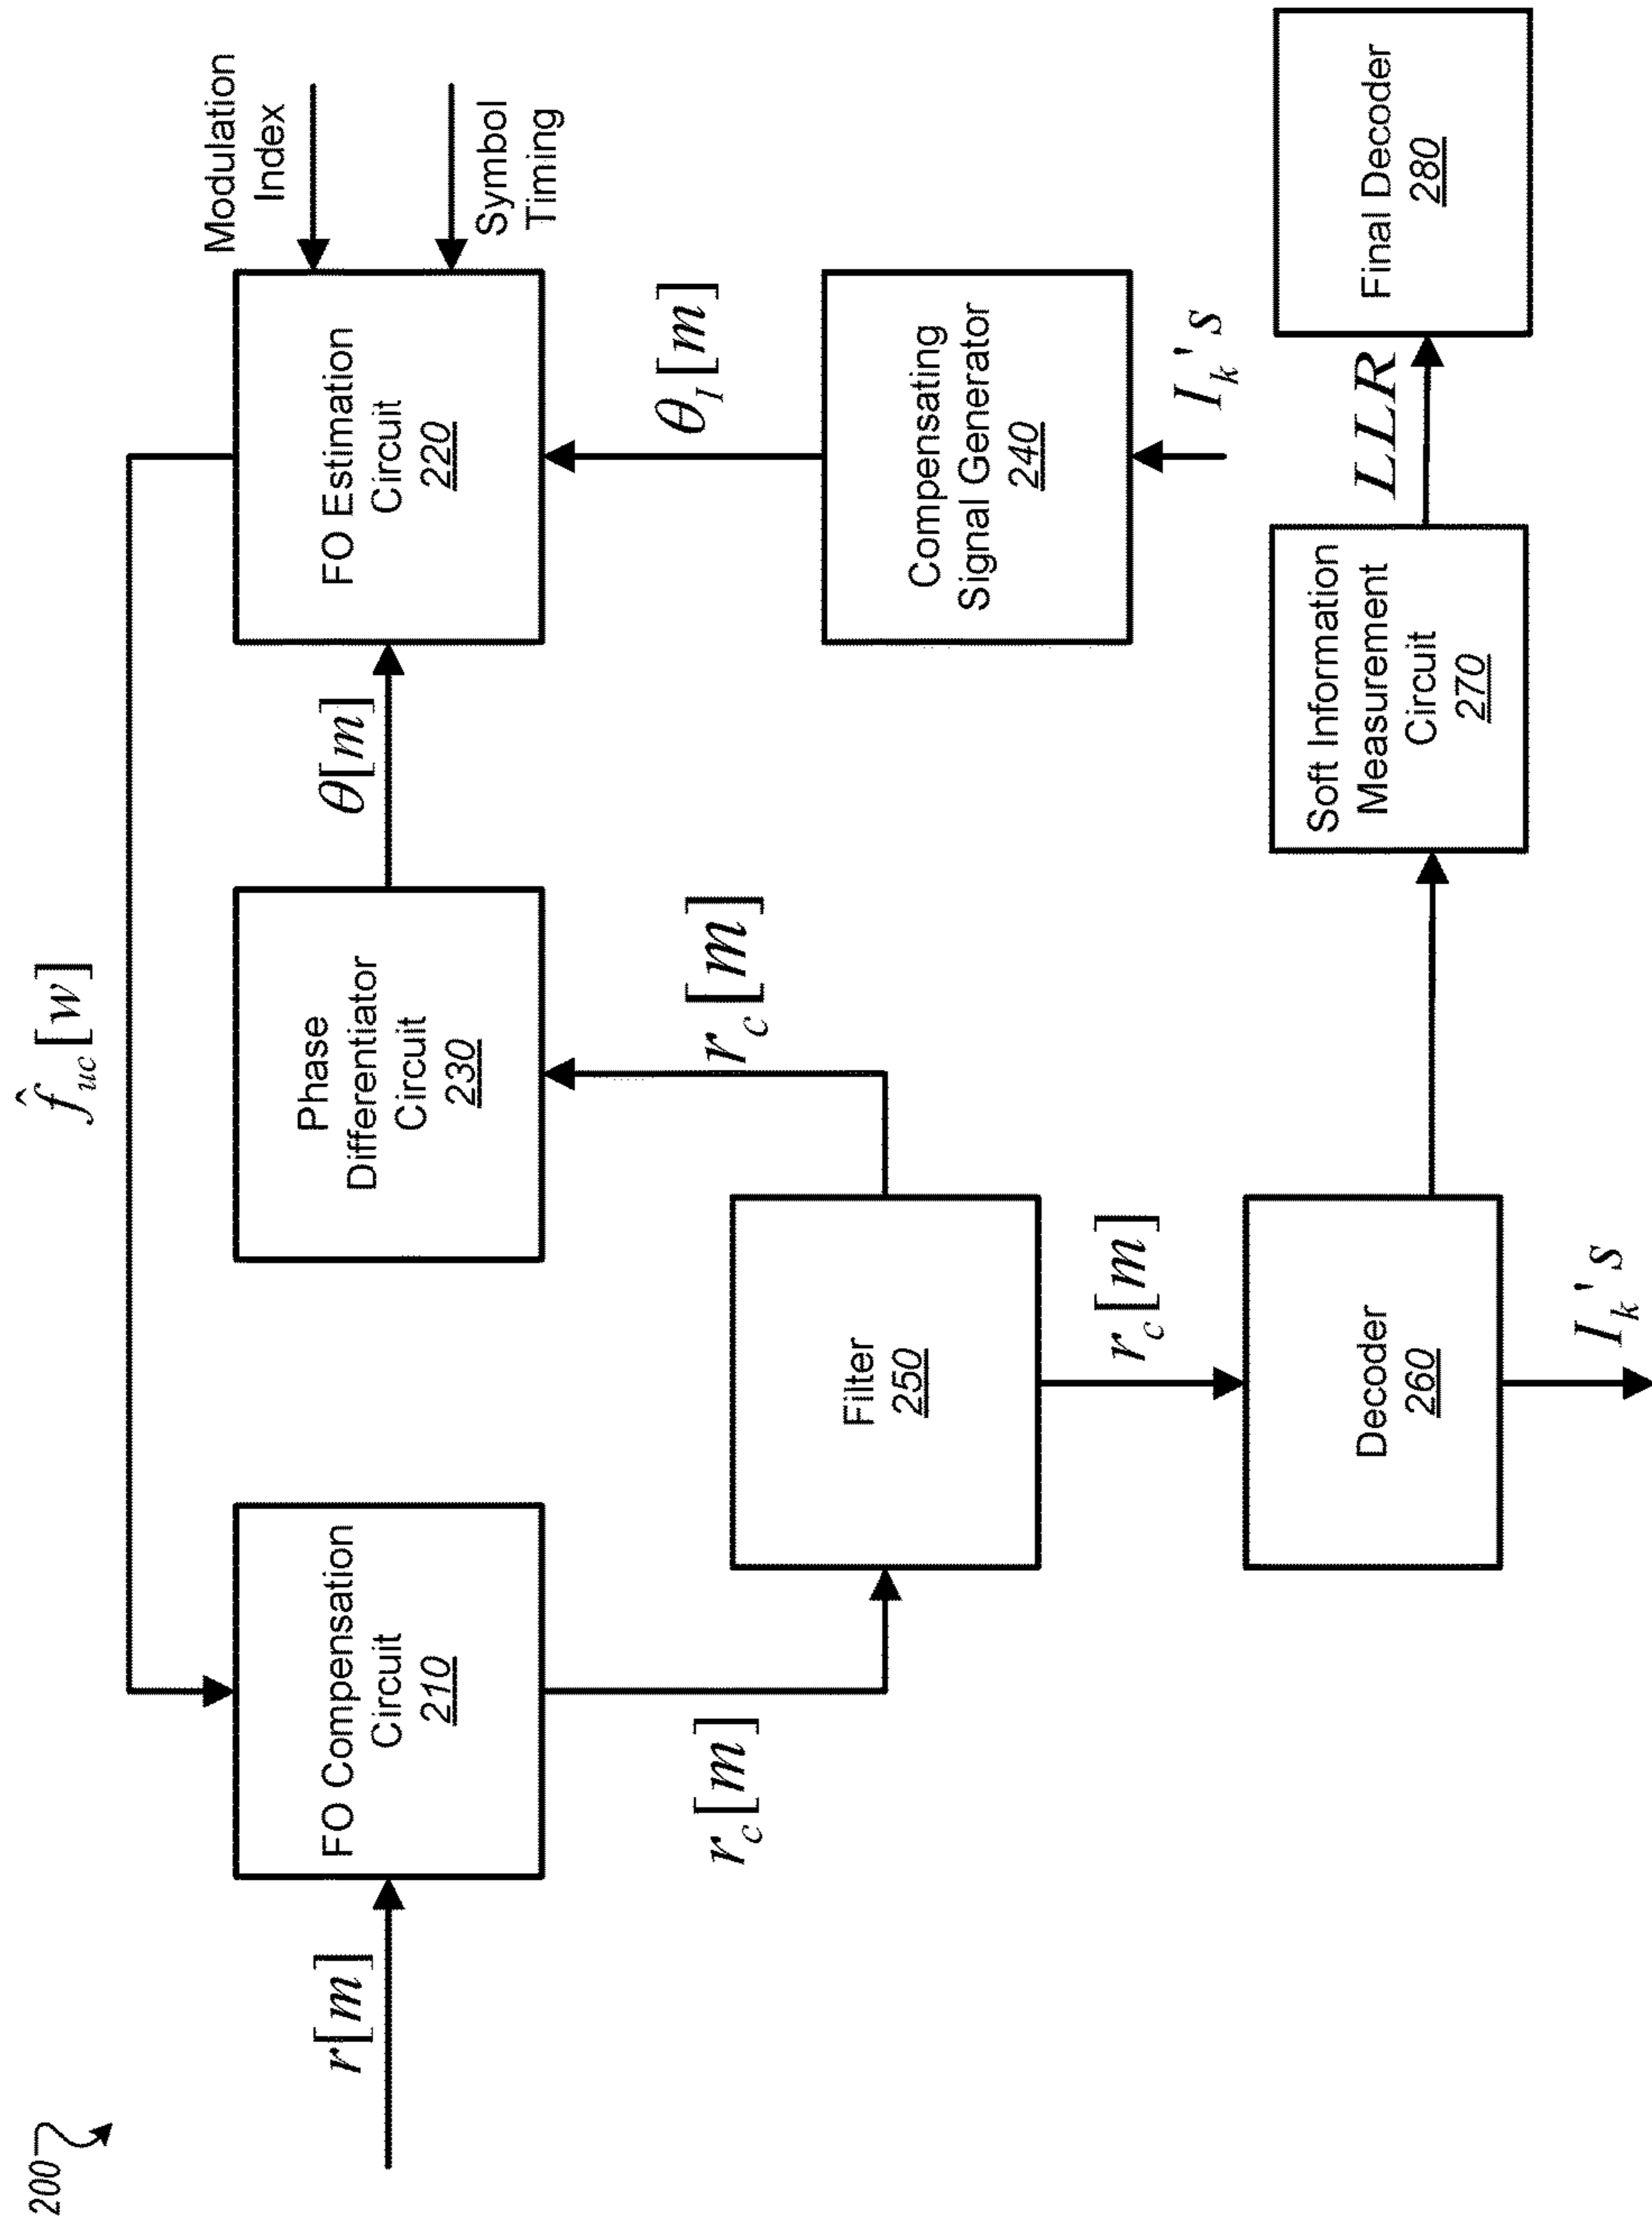 200
r[m]
FO Compensation
Circuit
210
f̂_uc[w]
r_c[m]
Filter
250
r_c[m]
Phase
Differentiator
Circuit
230
θ[m]
FO Estimation
Circuit
220
Modulation
Index
Symbol
Timing
θ_I[m]
Compensating
Signal Generator
240
I_k's
r_c[m]
Decoder
260
I_k's
Soft Information
Measurement
Circuit
270
LLR
Final Decoder
280